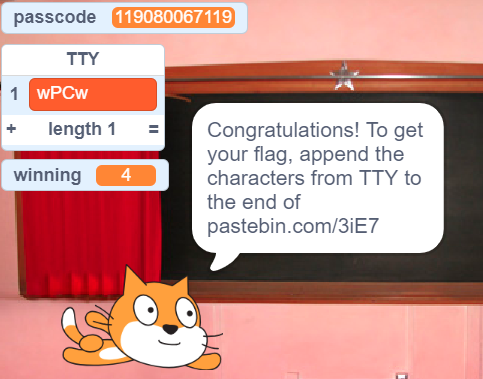 passcode 119080067119
TTY
1 wPCw
+ length 1 =
winning 4
Congratulations! To get
your flag, append the
characters from TTY to
the end of
pastebin.com/3iE7